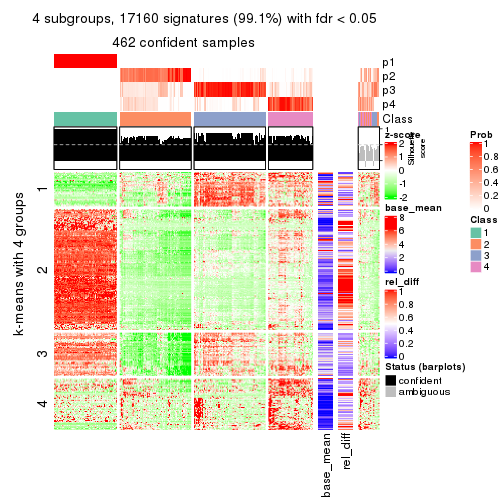 4 subgroups, 17160 signatures (99.1%) with fdr < 0.05
462 confident samples
p1
p2
p3
p4
Class
1
Silhouette
score
k-means with 4 groups
1
2
3
4
base_mean
rel_diff
z-score
2
1
0
-1
-2
base_mean
8
6
4
2
0
rel_diff
1
0.8
0.6
0.4
0.2
0
Status (barplots)
confident
ambiguous
Prob
1
0.8
0.6
0.4
0.2
0
Class
1
2
3
4